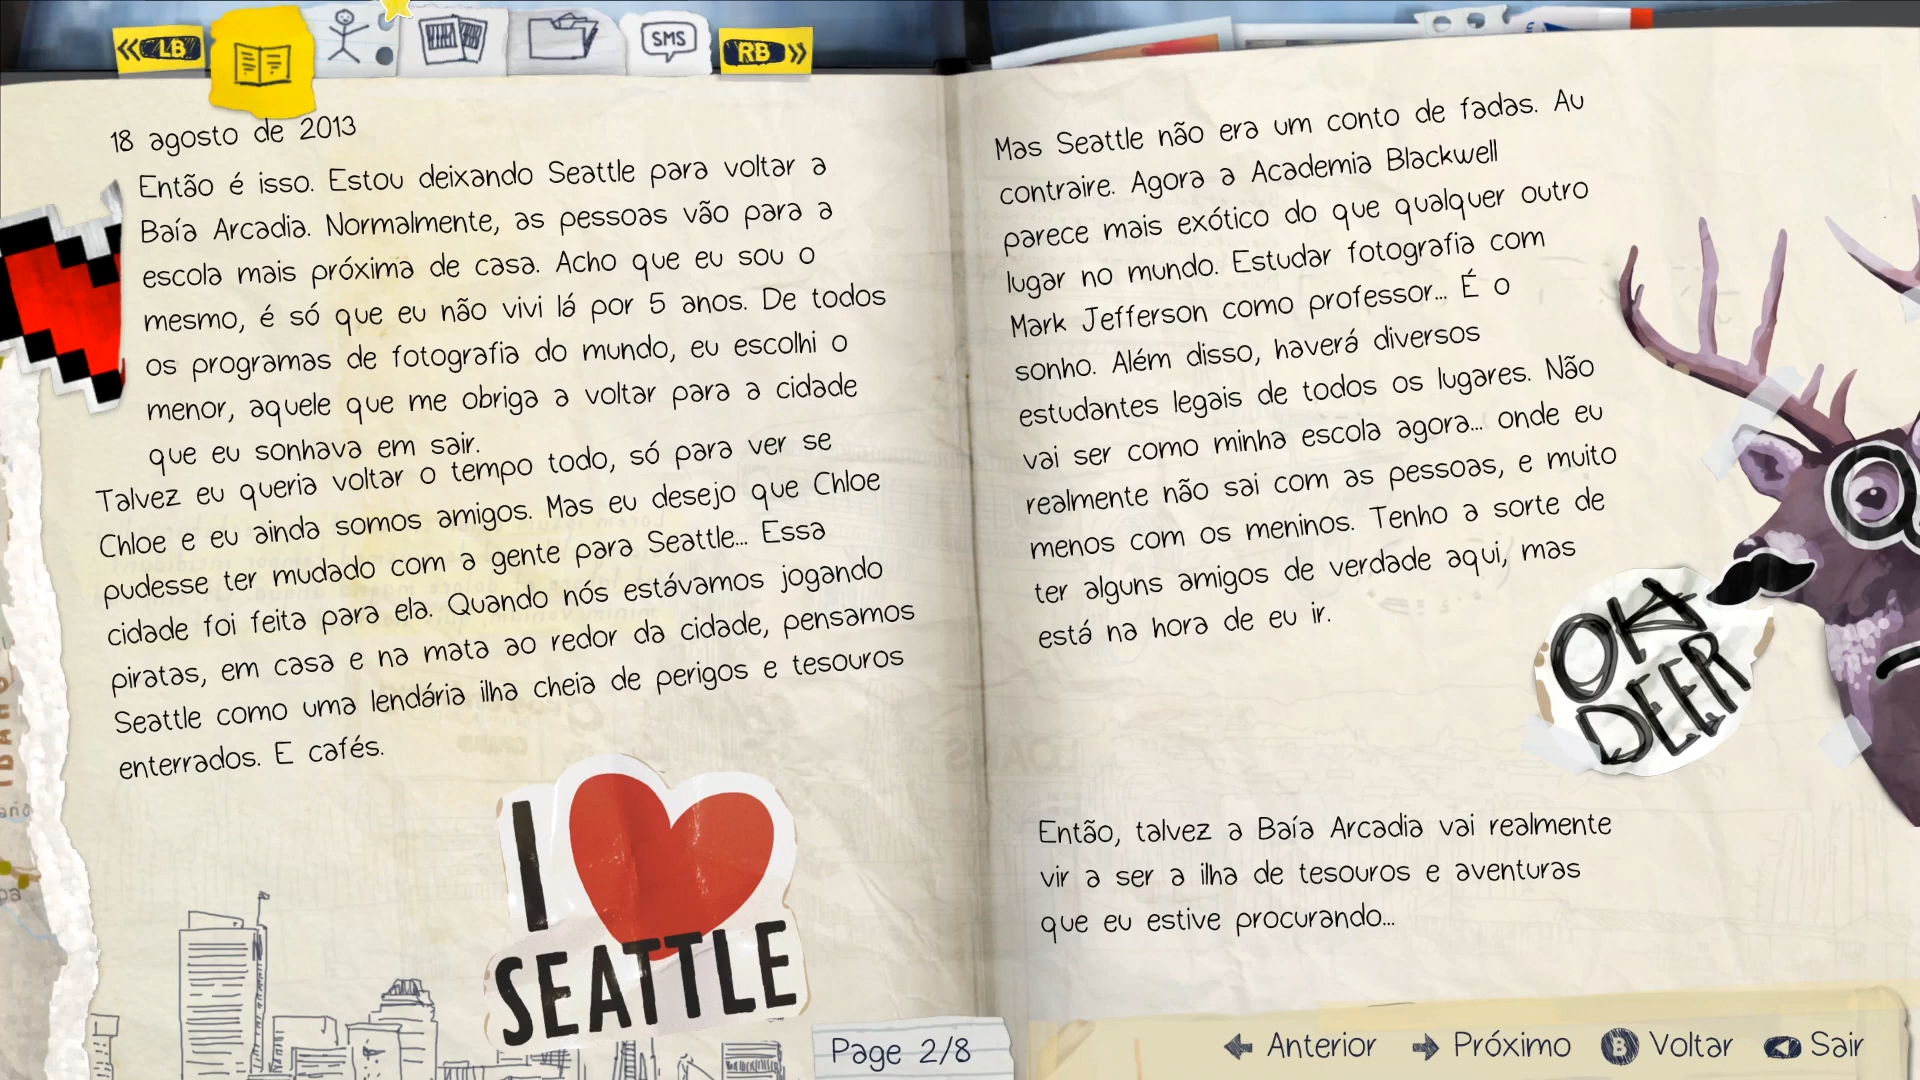 LB
SMS
RB
18 agosto de 2013
Então é isso. Estou deixando Seattle para voltar a
Baía Arcadia. Normalmente, as pessoas vão para a
escola mais próxima de casa. Acho que eu sou o
mesmo, é só que eu não vivi lá por 5 anos. De todos
os programas de fotografia do mundo, eu escolhi o
menor, aquele que me obriga a voltar para a cidade
que eu sonhava em sair.
Talvez eu queria voltar o tempo todo, só para ver se
Chloe e eu ainda somos amigos. Mas eu desejo que Chloe
pudesse ter mudado com a gente para Seattle... Essa
cidade foi feita para ela. Quando nós estávamos jogando
piratas, em casa e na mata ao redor da cidade, pensamos
Seattle como uma lendária ilha cheia de perigos e tesouros
enterrados. E cafés.
I
SEATTLE
Page 2/8
Mas Seattle não era um conto de fadas. Au
contraire. Agora a Academia Blackwell
parece mais exótico do que qualquer outro
lugar no mundo. Estudar fotografia com
Mark Jefferson como professor... É o
sonho. Além disso, haverá diversos
estudantes legais de todos os lugares. Não
vai ser como minha escola agora... onde eu
realmente não sai com as pessoas, e muito
menos com os meninos. Tenho a sorte de
ter alguns amigos de verdade aqui, mas
está na hora de eu ir.
OH
DEER
Então, talvez a Baía Arcadia vai realmente
vir a ser a ilha de tesouros e aventuras
que eu estive procurando...
Anterior Próximo B Voltar Sair